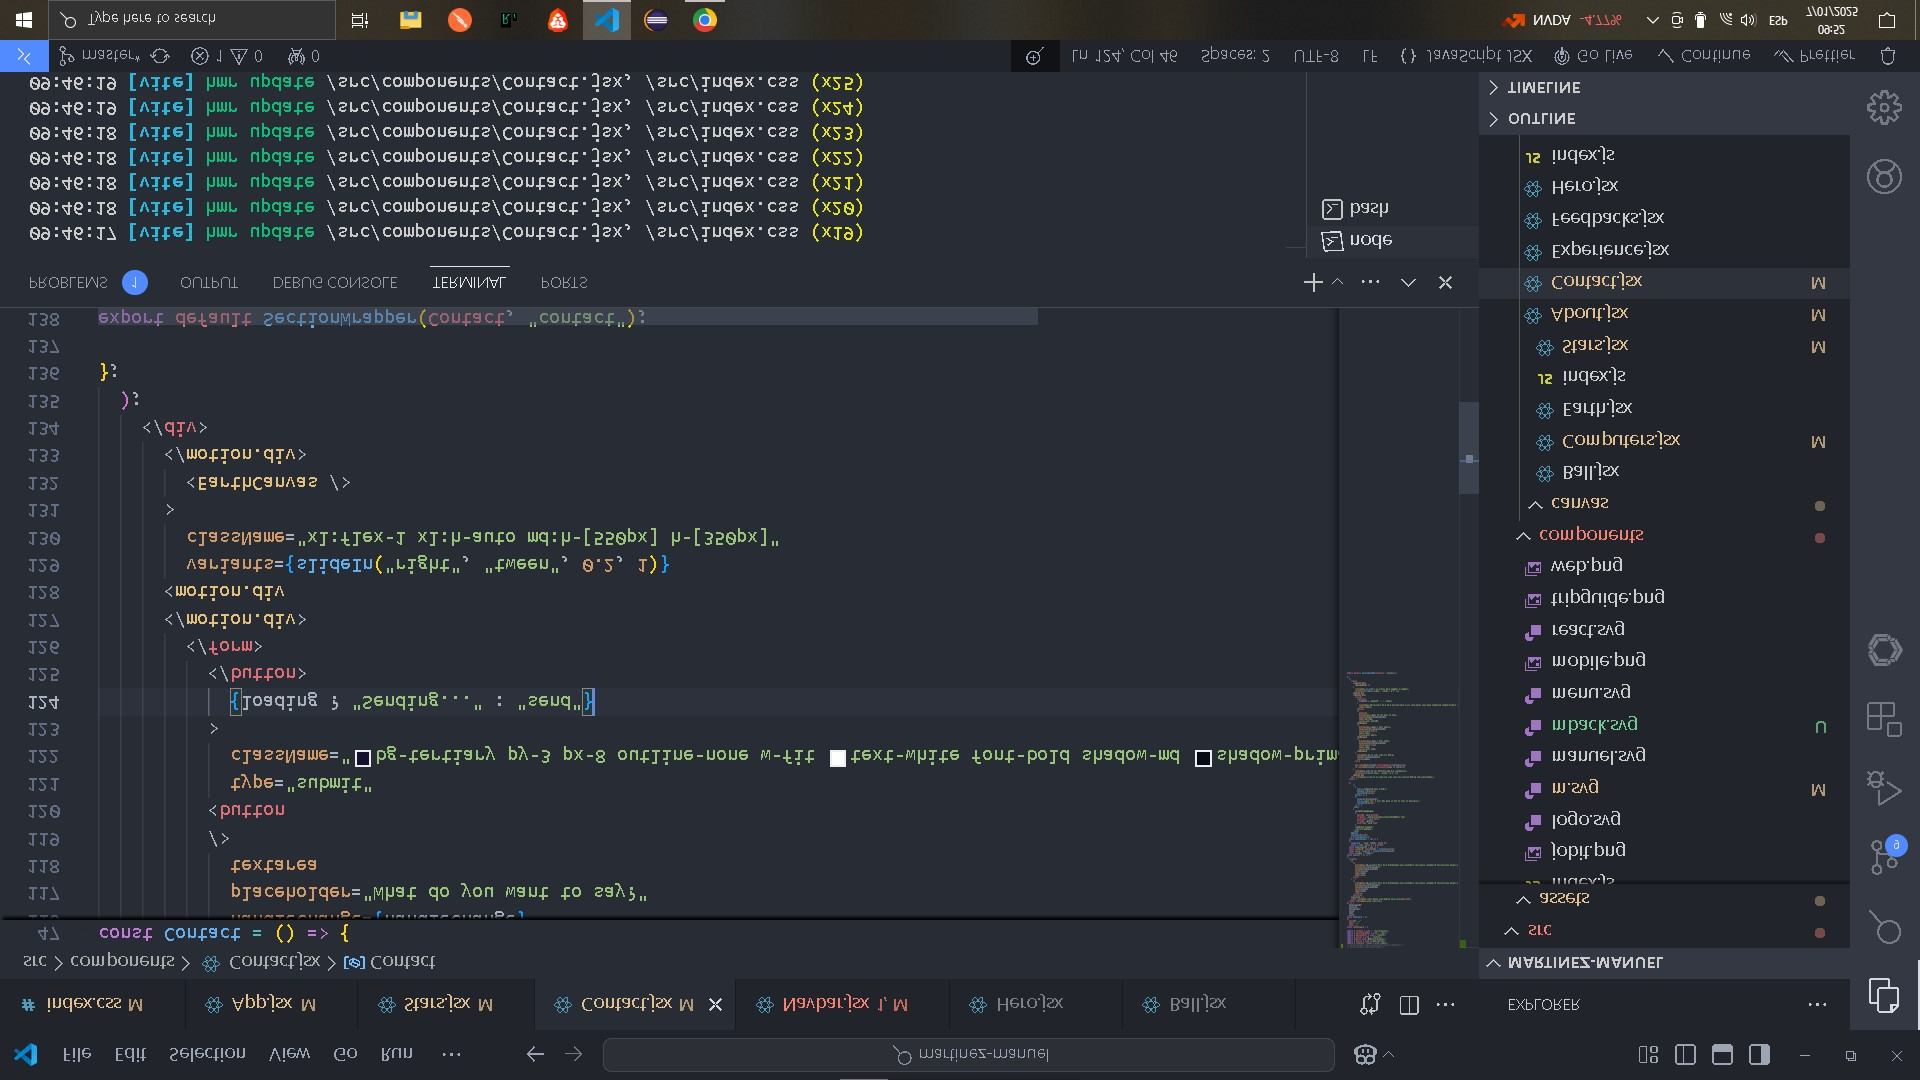 File Edit Selection View Go Run ···
martinez-manuel
index.css M
App.jsx M
Stars.jsx M
Contact.jsx M
Navbar.jsx 1, M
Hero.jsx
Ball.jsx
src > components > Contact.jsx > Contact
47 const Contact = () => {
117 placeholder="What do you want to say?"
118 textarea
119 />
120 <button
121 type="submit"
122 className="bg-tertiary py-3 px-8 outline-none w-fit text-white font-bold shadow-md shadow-prim
123 >
124 {loading ? "Sending..." : "send"}
125 </button>
126 </form>
127 </motion.div>
128 <motion.div
129 variants={slideIn("right", "tween", 0.2, 1)}
130 className="xl:flex-1 xl:h-auto md:h-[550px] h-[350px]"
131 >
132 <EarthCanvas />
133 </motion.div>
134 </div>
135 );
136 };
137
138 export default SectionWrapper(Contact, "contact");
PROBLEMS 1 OUTPUT DEBUG CONSOLE TERMINAL PORTS
09:46:17 [vite] hmr update /src/components/Contact.jsx, /src/index.css (x19)
09:46:18 [vite] hmr update /src/components/Contact.jsx, /src/index.css (x20)
09:46:18 [vite] hmr update /src/components/Contact.jsx, /src/index.css (x21)
09:46:18 [vite] hmr update /src/components/Contact.jsx, /src/index.css (x22)
09:46:18 [vite] hmr update /src/components/Contact.jsx, /src/index.css (x23)
09:46:19 [vite] hmr update /src/components/Contact.jsx, /src/index.css (x24)
09:46:19 [vite] hmr update /src/components/Contact.jsx, /src/index.css (x25)
node
bash
EXPLORER ···
MARTINEZ-MANUEL
src
assets
index.js
jobit.png
logo.svg
m.svg M
manuel.svg
mback.svg U
menu.svg
mobile.png
react.svg
tripguide.png
web.png
components
canvas
Ball.jsx
Computers.jsx M
Earth.jsx
index.js
Stars.jsx M
About.jsx M
Contact.jsx M
Experience.jsx
Feedbacks.jsx
Hero.jsx
index.js
OUTLINE
TIMELINE
9
master* 1 0 0
Ln 124, Col 46 Spaces: 2 UTF-8 LF {} JavaScript JSX Go Live Continue Prettier
Type here to search
NVDA -4.77%
ESP
09:52
7/01/2025